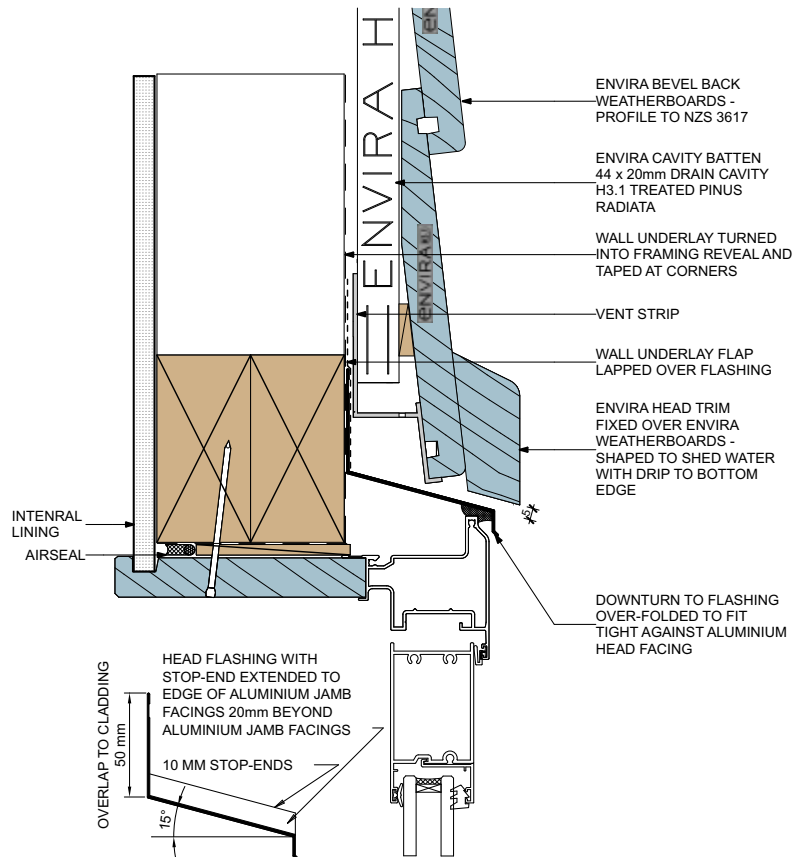 ENVIRA H
ENVIRA
ENVIRA BEVEL BACK
WEATHERBOARDS -
PROFILE TO NZS 3617
ENVIRA CAVITY BATTEN
44 x 20mm DRAIN CAVITY
H3.1 TREATED PINUS
RADIATA
WALL UNDERLAY TURNED
INTO FRAMING REVEAL AND
TAPED AT CORNERS
VENT STRIP
WALL UNDERLAY FLAP
LAPPED OVER FLASHING
ENVIRA HEAD TRIM
FIXED OVER ENVIRA
WEATHERBOARDS -
SHAPED TO SHED WATER
WITH DRIP TO BOTTOM
EDGE
5
INTENRAL
LINING
AIRSEAL
DOWNTURN TO FLASHING
OVER-FOLDED TO FIT
TIGHT AGAINST ALUMINIUM
HEAD FACING
HEAD FLASHING WITH
STOP-END EXTENDED TO
EDGE OF ALUMINIUM JAMB
FACINGS 20mm BEYOND
ALUMINIUM JAMB FACINGS
10 MM STOP-ENDS
OVERLAP TO CLADDING
50 mm
15°